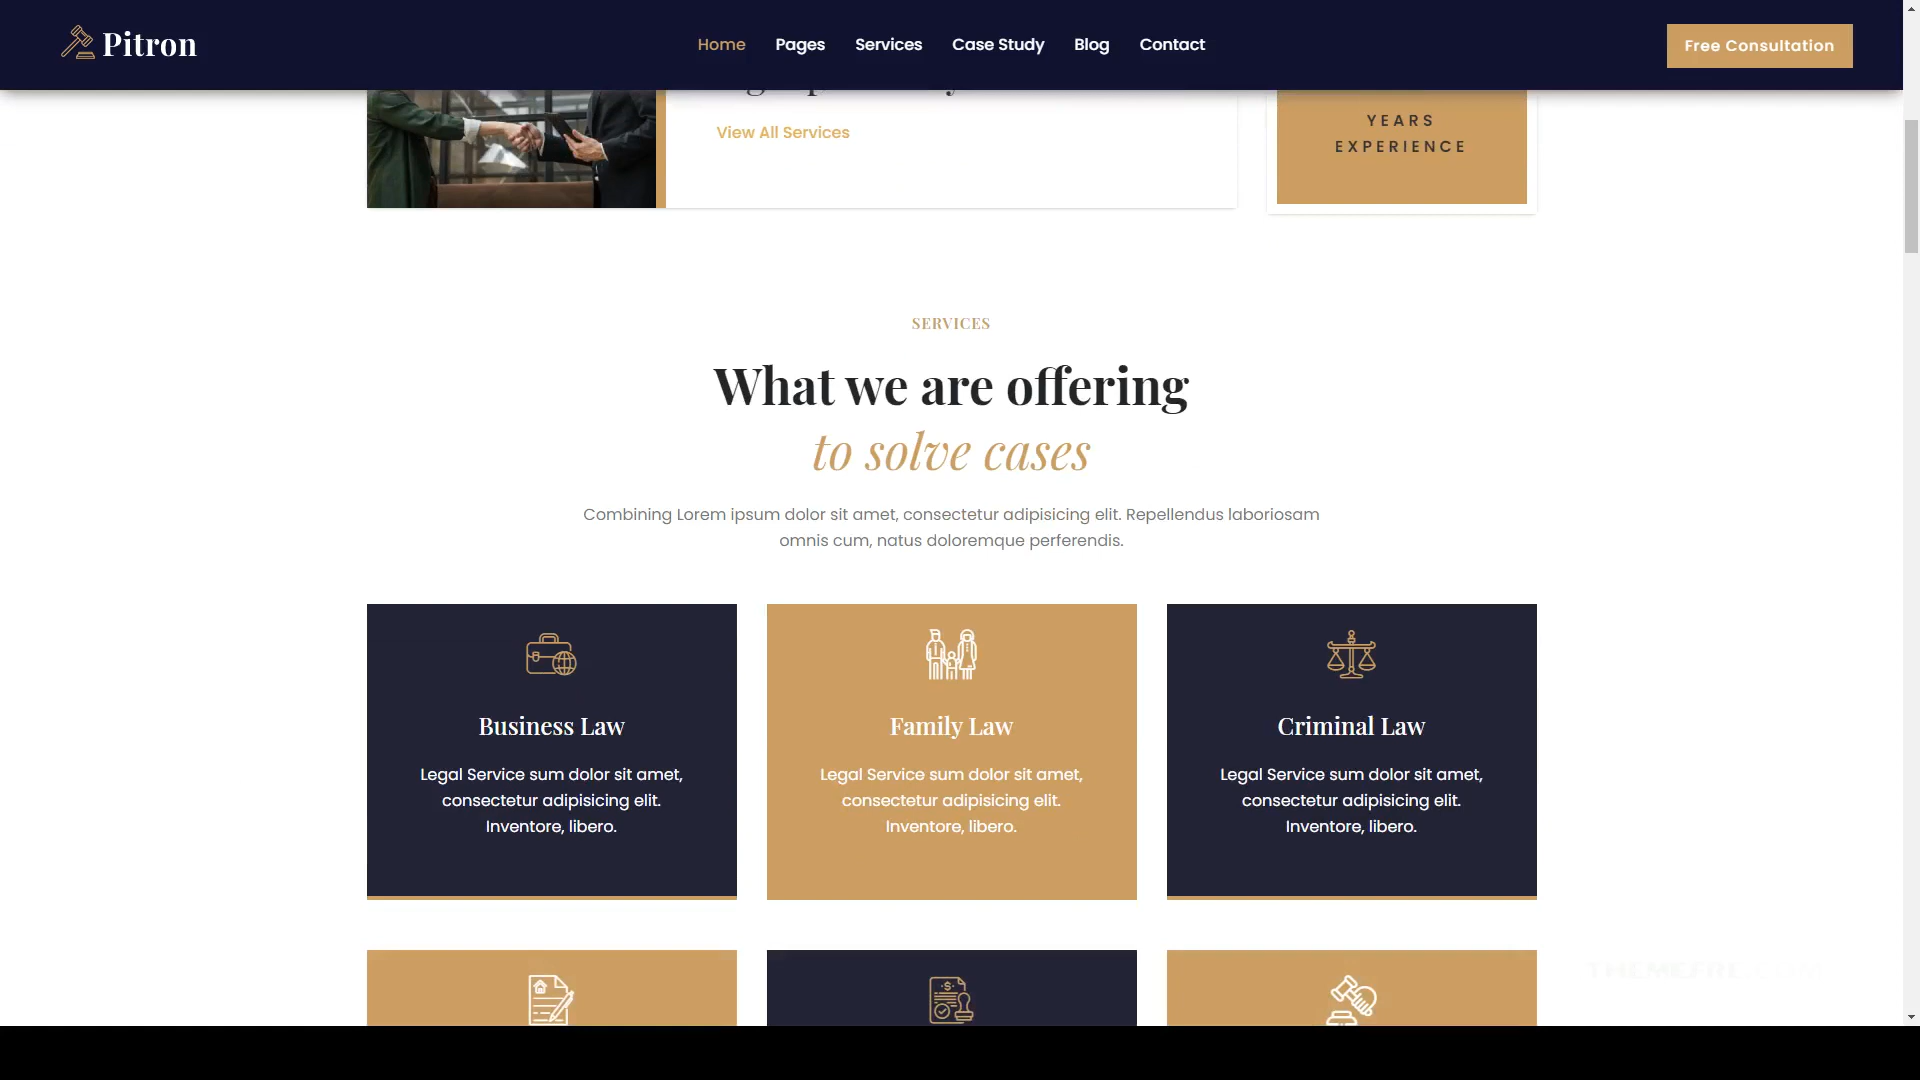 Pitron
Home Pages Services Case Study Blog Contact
Free Consultation
View All Services
YEARS
EXPERIENCE
SERVICES
What we are offering
to solve cases
Combining Lorem ipsum dolor sit amet, consectetur adipisicing elit. Repellendus laboriosam
omnis cum, natus doloremque perferendis.
Business Law
Legal Service sum dolor sit amet,
consectetur adipisicing elit.
Inventore, libero.
Family Law
Legal Service sum dolor sit amet,
consectetur adipisicing elit.
Inventore, libero.
Criminal Law
Legal Service sum dolor sit amet,
consectetur adipisicing elit.
Inventore, libero.